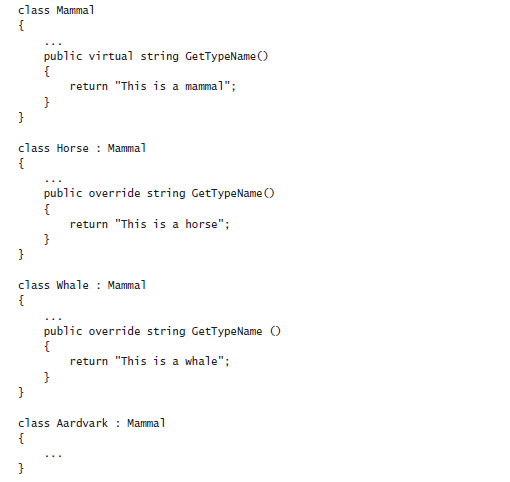 class Mammal
{
    ...
    public virtual string GetTypeName()
    {
        return "This is a mammal";
    }
}

class Horse : Mammal
{
    ...
    public override string GetTypeName()
    {
        return "This is a horse";
    }
}

class Whale : Mammal
{
    ...
    public override string GetTypeName ()
    {
        return "This is a whale";
    }
}

class Aardvark : Mammal
{
    ...
}